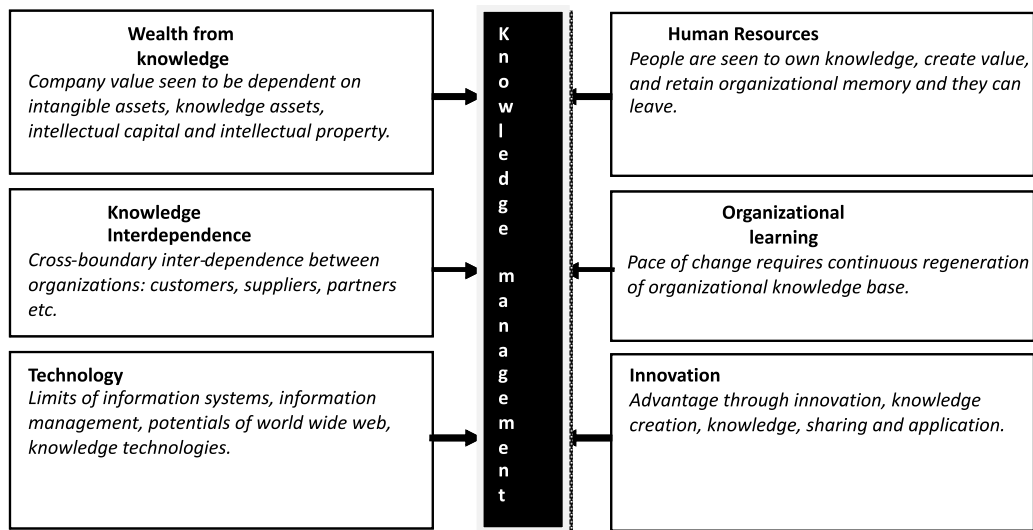 Wealth from
knowledge
Company value seen to be dependent on
intangible assets, knowledge assets,
intellectual capital and intellectual property.
Knowledge
Interdependence
Cross-boundary inter-dependence between
organizations: customers, suppliers, partners
etc.
Technology
Limits of information systems, information
management, potentials of world wide web,
knowledge technologies.
Knowledge management
Human Resources
People are seen to own knowledge, create value,
and retain organizational memory and they can
leave.
Organizational
learning
Pace of change requires continuous regeneration
of organizational knowledge base.
Innovation
Advantage through innovation, knowledge
creation, knowledge, sharing and application.